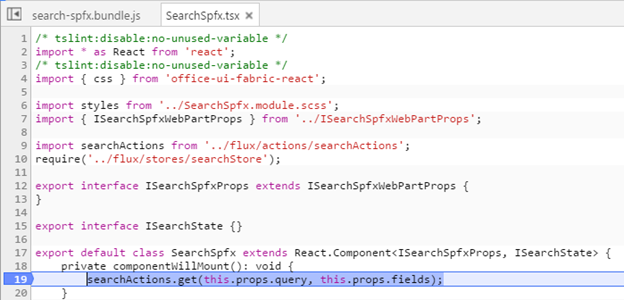 search-spfx.bundle.js SearchSpfx.tsx ×
1 /* tslint:disable:no-unused-variable */
2 import * as React from 'react';
3 /* tslint:disable:no-unused-variable */
4 import { css } from 'office-ui-fabric-react';
5
6 import styles from '../SearchSpfx.module.scss';
7 import { ISearchSpfxWebPartProps } from '../ISearchSpfxWebPartProps';
8
9 import searchActions from '../flux/actions/searchActions';
10 require('../flux/stores/searchStore');
11
12 export interface ISearchSpfxProps extends ISearchSpfxWebPartProps {
13 }
14
15 export interface ISearchState {}
16
17 export default class SearchSpfx extends React.Component<ISearchSpfxProps, ISearchState> {
18 private componentWillMount(): void {
19 searchActions.get(this.props.query, this.props.fields);
20 }